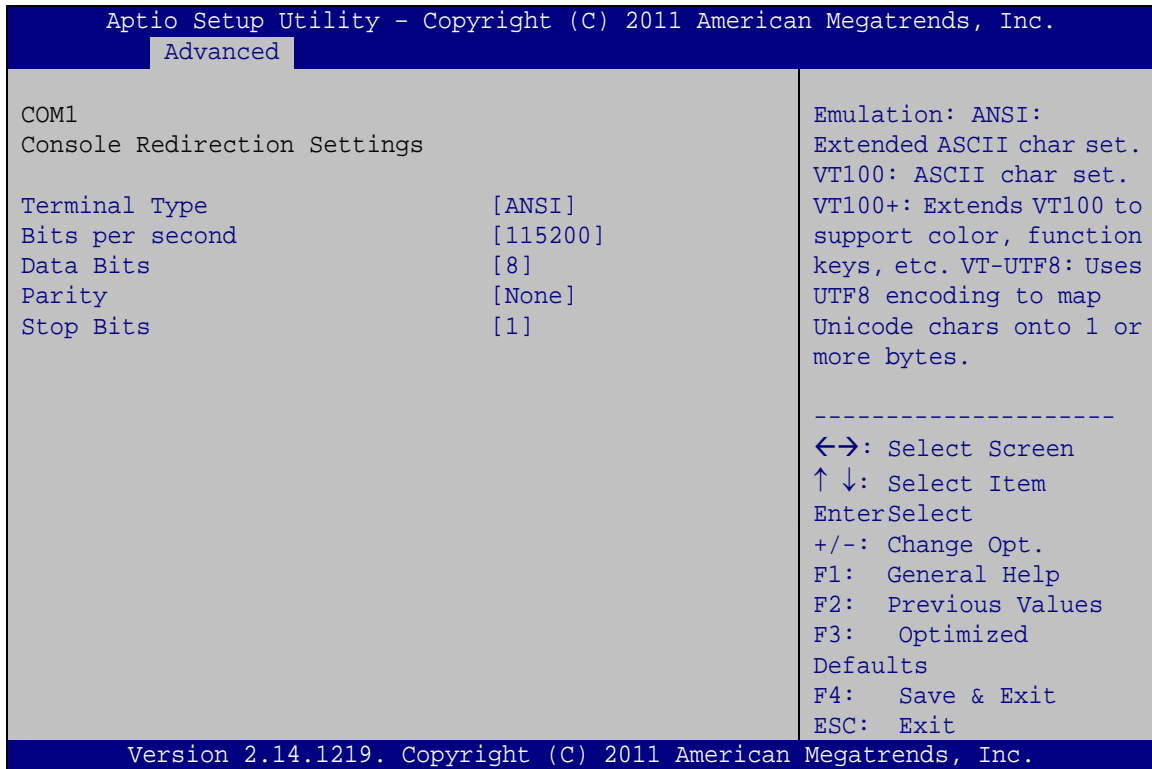 Aptio Setup Utility – Copyright (C) 2011 American Megatrends, Inc.
Advanced
COM1
Console Redirection Settings
Terminal Type [ANSI]
Bits per second [115200]
Data Bits [8]
Parity [None]
Stop Bits [1]
Emulation: ANSI:
Extended ASCII char set.
VT100: ASCII char set.
VT100+: Extends VT100 to
support color, function
keys, etc. VT-UTF8: Uses
UTF8 encoding to map
Unicode chars onto 1 or
more bytes.
---------------------
←→: Select Screen
↑ ↓: Select Item
EnterSelect
+/-: Change Opt.
F1: General Help
F2: Previous Values
F3: Optimized
Defaults
F4: Save & Exit
ESC: Exit
Version 2.14.1219. Copyright (C) 2011 American Megatrends, Inc.